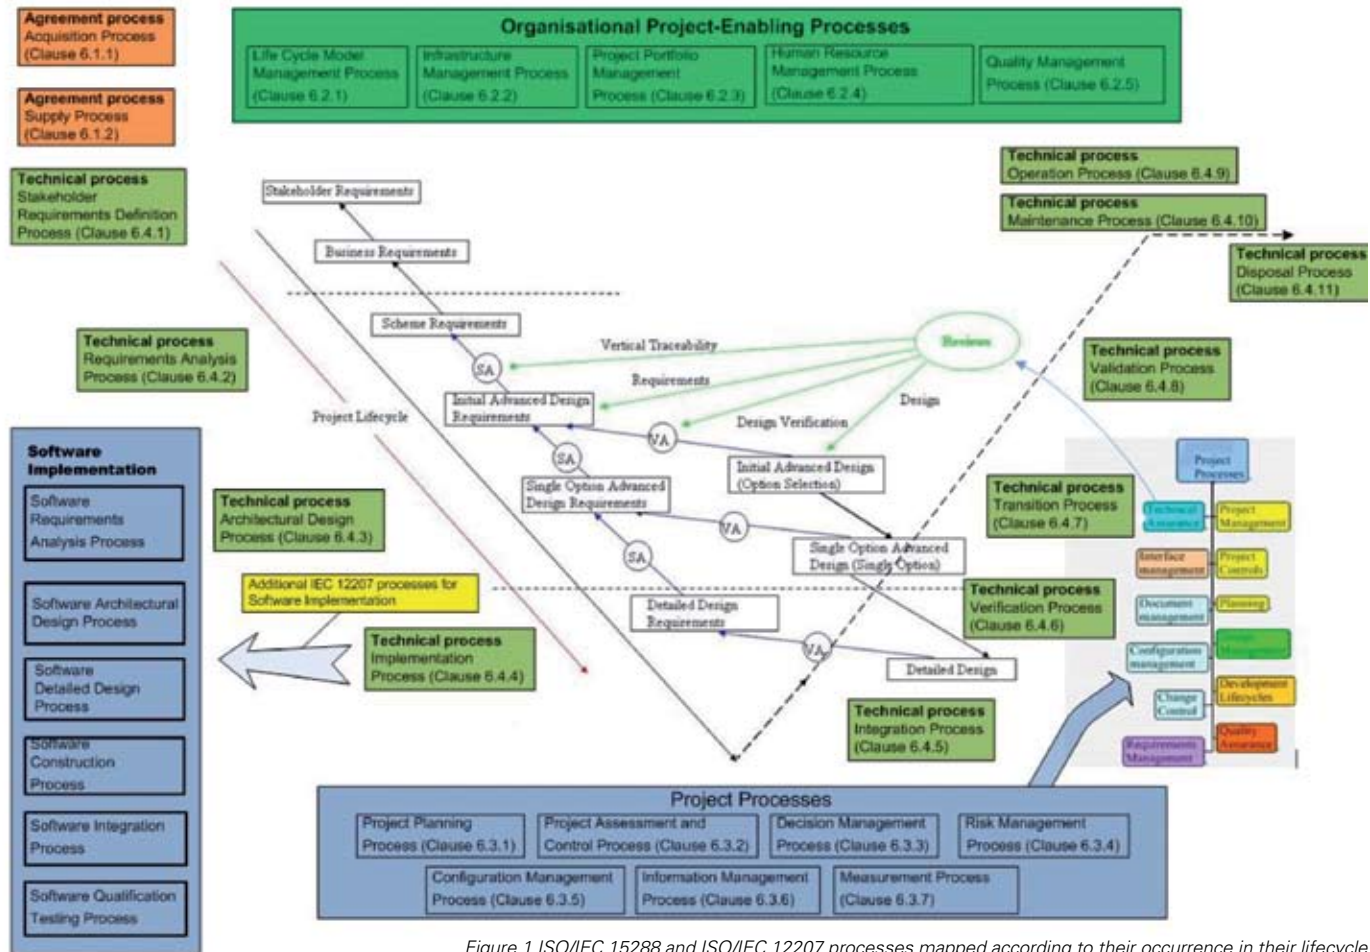 Agreement process
Acquisition Process
(Clause 6.1.1)
Agreement process
Supply Process
(Clause 6.1.2)
Technical process
Stakeholder
Requirements Definition
Process (Clause 6.4.1)
Organisational Project-Enabling Processes
Life Cycle Model
Management Process
(Clause 6.2.1)
Infrastructure
Management Process
(Clause 6.2.2)
Project Portfolio
Management
Process (Clause 6.2.3)
Human Resource
Management Process
(Clause 6.2.4)
Quality Management
Process (Clause 6.2.5)
Technical process
Operation Process (Clause 6.4.9)
Technical process
Maintenance Process (Clause 6.4.10)
Technical process
Disposal Process
(Clause 6.4.11)
Stakeholder Requirements
Business Requirements
Scheme Requirements
SA
Vertical Traceability
Requirements
Reviews
Design
Design Verification
Technical process
Requirements Analysis
Process (Clause 6.4.2)
Project Lifecycle
Initial Advanced Design
Requirements
VA
SA
Initial Advanced Design
(Option Selection)
Single Option Advanced
Design Requirements
VA
SA
Single Option Advanced
Design (Single Option)
Detailed Design
Requirements
VA
Detailed Design
Technical process
Validation Process
(Clause 6.4.8)
Technical process
Transition Process
(Clause 6.4.7)
Technical process
Verification Process
(Clause 6.4.6)
Technical process
Integration Process
(Clause 6.4.5)
Project
Processes
Technical
Assurance
Project
Management
Interface
management
Project
Controls
Document
management
Planning
Configuration
management
Management
Change
Control
Development
Lifecycles
Requirements
Management
Quality
Assurance
Software
Implementation
Software
Requirements
Analysis Process
Software Architectural
Design Process
Software
Detailed Design
Process
Software
Construction
Process
Software Integration
Process
Software Qualification
Testing Process
Technical process
Architectural Design
Process (Clause 6.4.3)
Additional IEC 12207 processes for
Software Implementation
Technical process
Implementation
Process (Clause 6.4.4)
Project Processes
Project Planning
Process (Clause 6.3.1)
Project Assessment and
Control Process (Clause 6.3.2)
Decision Management
Process (Clause 6.3.3)
Risk Management
Process (Clause 6.3.4)
Configuration Management
Process (Clause 6.3.5)
Information Management
Process (Clause 6.3.6)
Measurement Process
(Clause 6.3.7)
Figure 1 ISO/IEC 15288 and ISO/IEC 12207 processes mapped according to their occurrence in their lifecycle